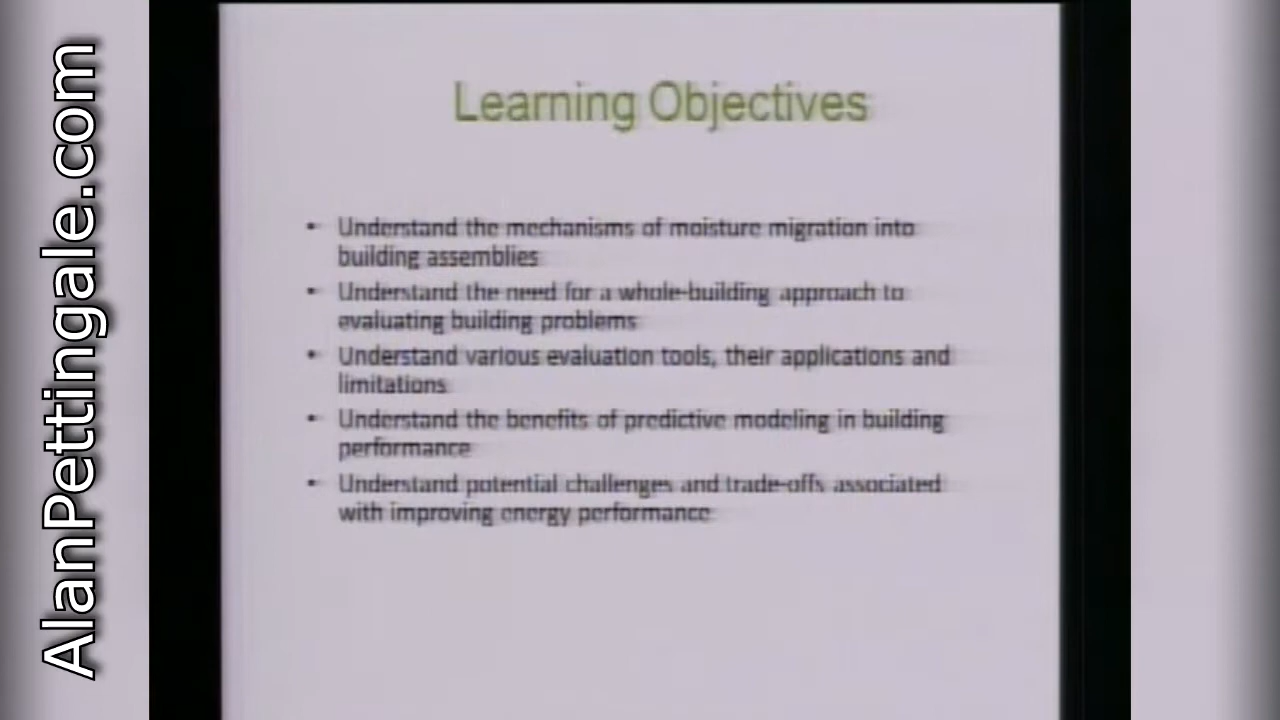 AlanPettingale.com
Learning Objectives
• Understand the mechanisms of moisture migration into
building assemblies
• Understand the need for a whole-building approach to
evaluating building problems
• Understand various evaluation tools, their applications and
limitations
• Understand the benefits of predictive modeling in building
performance
• Understand potential challenges and trade-offs associated
with improving energy performance